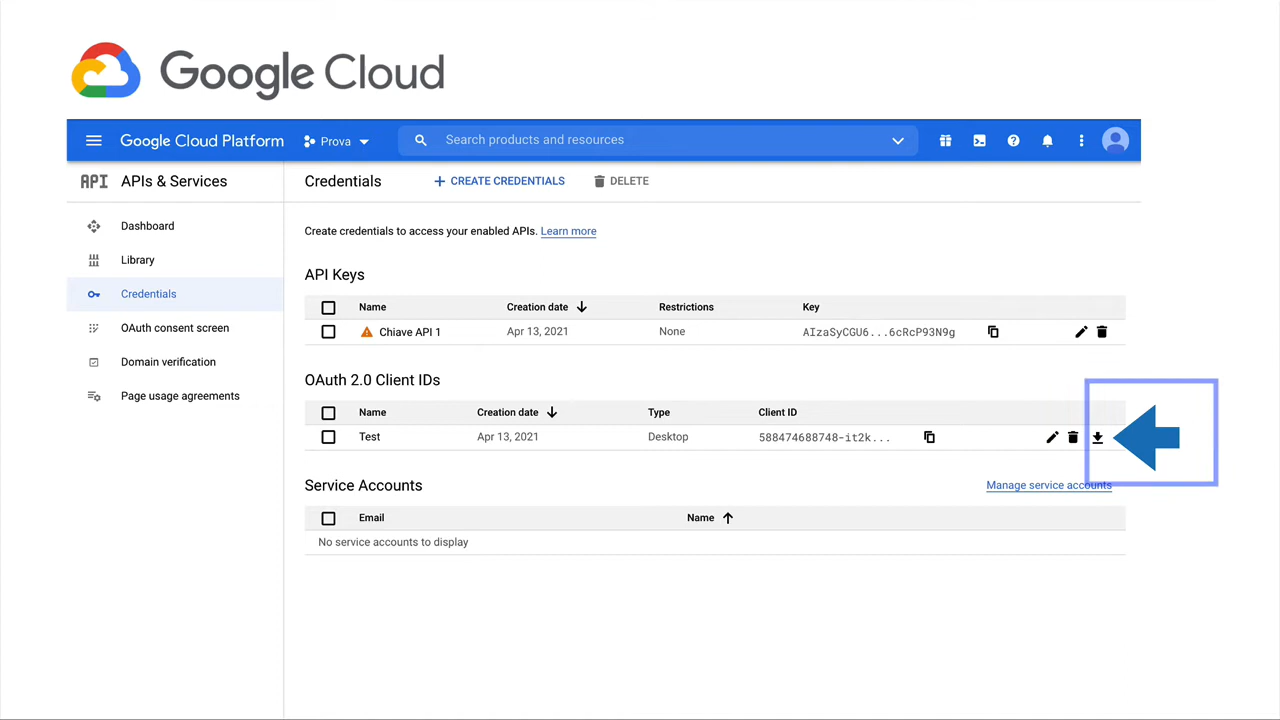 Google Cloud
Google Cloud Platform Prova Search products and resources
API APIs & Services Credentials CREATE CREDENTIALS DELETE
Dashboard
Library
Credentials
OAuth consent screen
Domain verification
Page usage agreements
Create credentials to access your enabled APIs. Learn more
API Keys
Name Creation date Restrictions Key
Chiave API 1 Apr 13, 2021 None AIzaSyCGU6...6cRcP93N9g
OAuth 2.0 Client IDs
Name Creation date Type Client ID
Test Apr 13, 2021 Desktop 588474688748-it2k...
Service Accounts Manage service accounts
Email Name
No service accounts to display